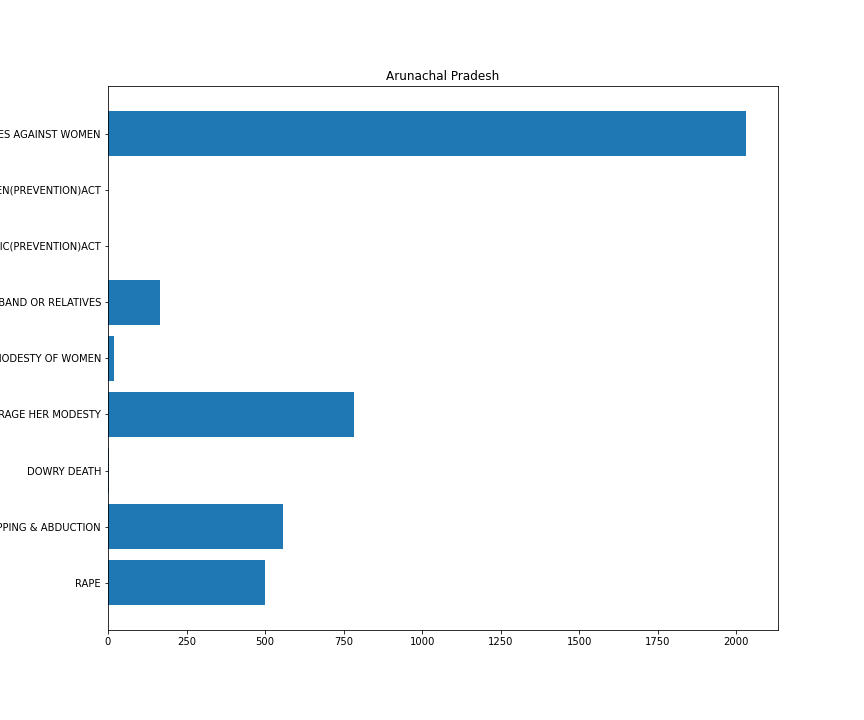 Arunachal Pradesh
ES AGAINST WOMEN
EN(PREVENTION)ACT
IC(PREVENTION)ACT
BAND OR RELATIVES
MODESTY OF WOMEN
RAGE HER MODESTY
DOWRY DEATH
PPING & ABDUCTION
RAPE
0 250 500 750 1000 1250 1500 1750 2000